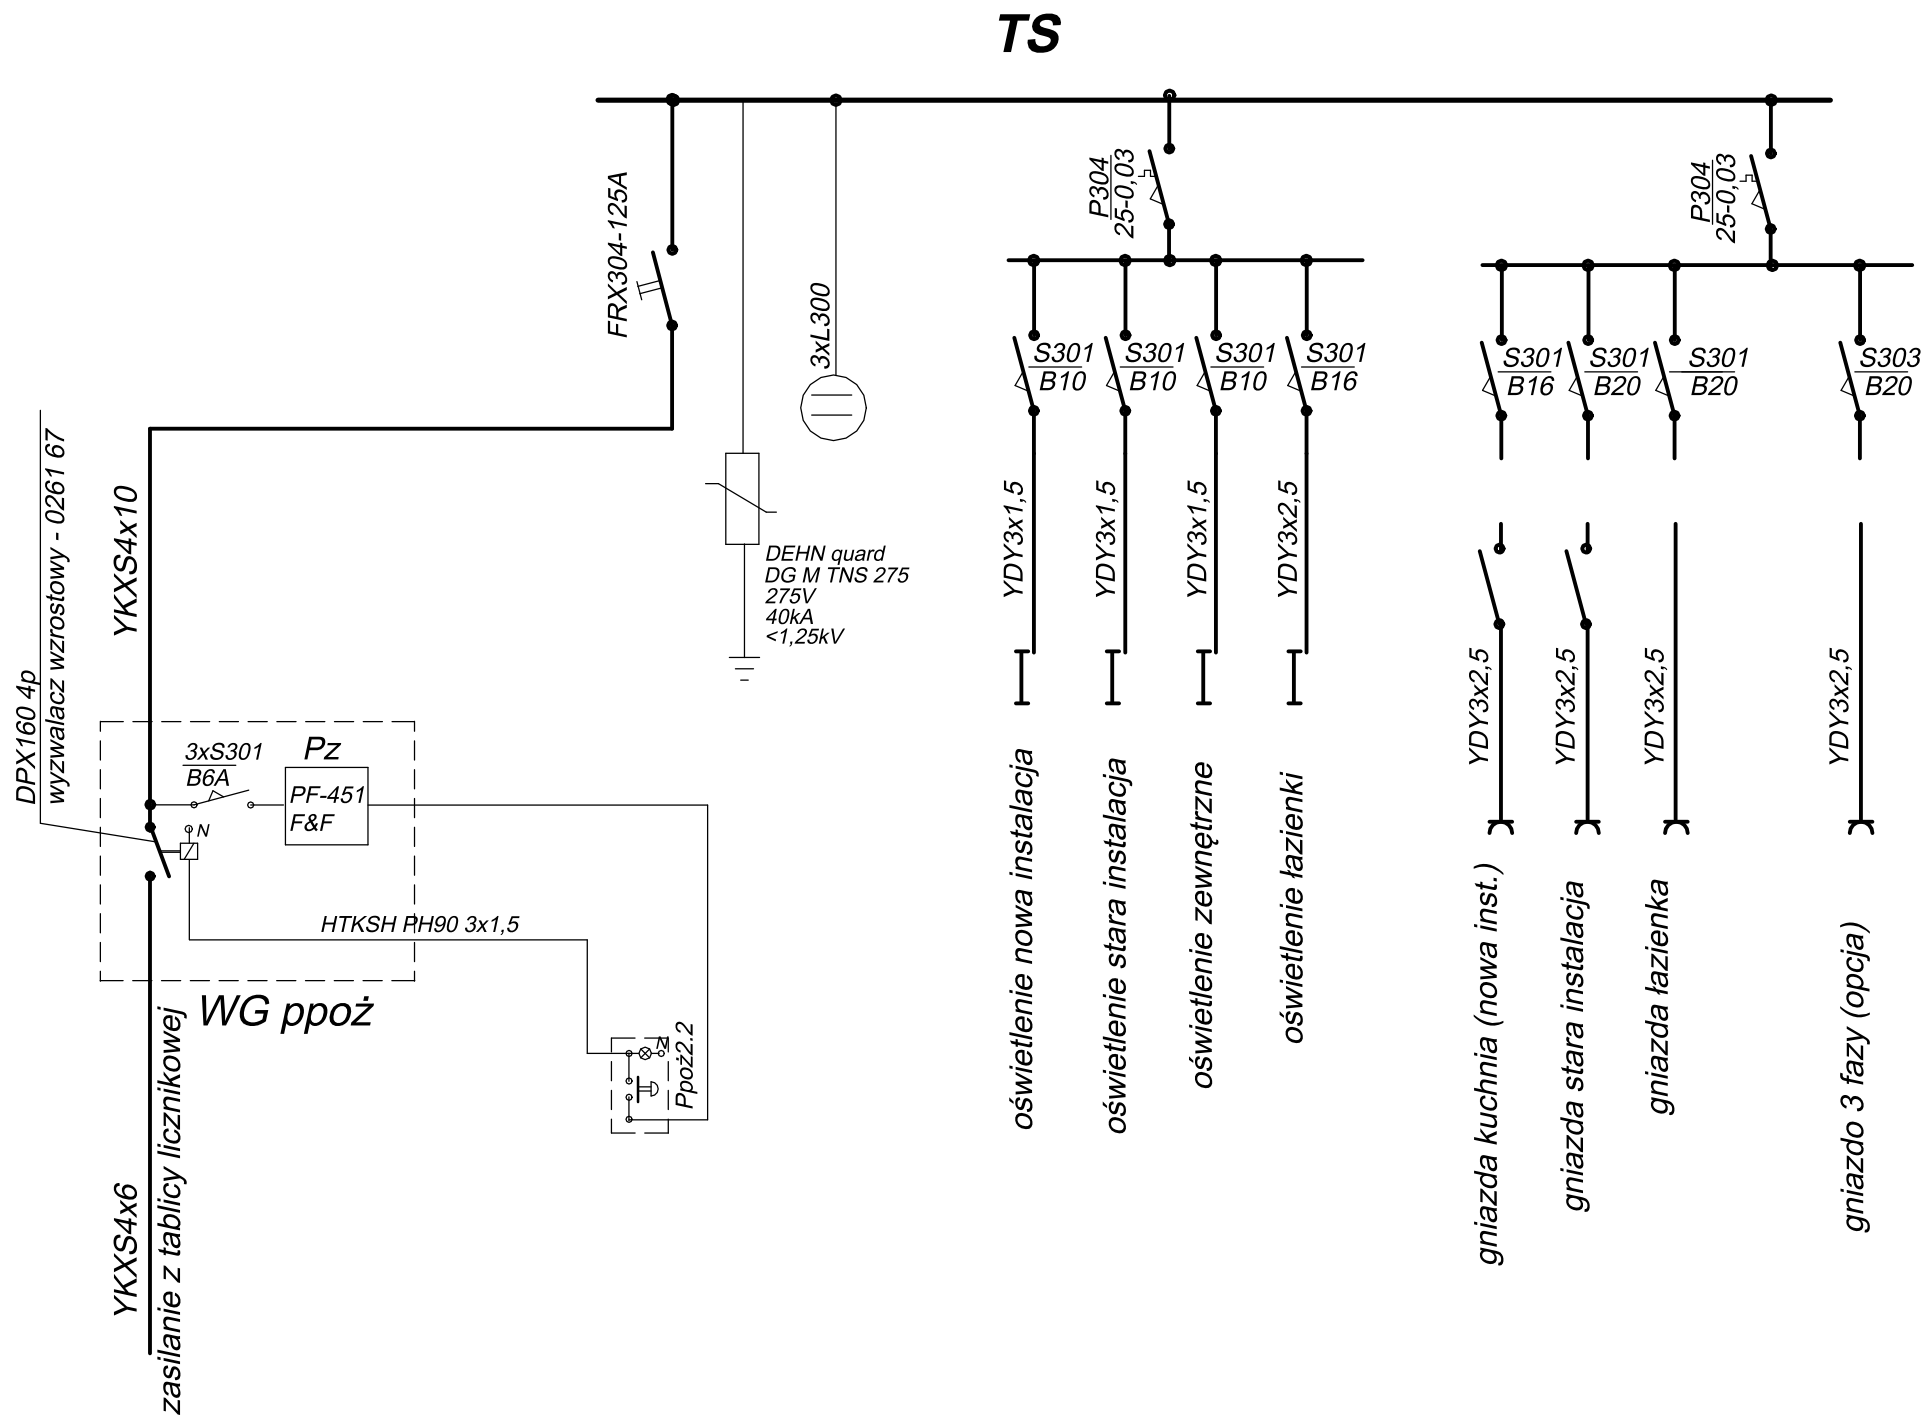 TS
FRX304-125A
3xL300
DEHN quard
DG M TNS 275
275V
40kA
<1,25kV
P304
25-0,03
P304
25-0,03
S301
B10
S301
B10
S301
B10
S301
B16
S301
B16
S301
B20
S301
B20
S303
B20
YDY3x1,5
YDY3x1,5
YDY3x1,5
YDY3x2,5
YDY3x2,5
YDY3x2,5
YDY3x2,5
YDY3x2,5
oświetlenie nowa instalacja
oświetlenie stara instalacja
oświetlenie zewnętrzne
oświetlenie łazienki
gniazda kuchnia (nowa inst.)
gniazda stara instalacja
gniazda łazienka
gniazdo 3 fazy (opcja)
DPX160 4p
wyzwalacz wzrostowy - 0261 67
YKXS4x10
3xS301
B6A
Pz
PF-451
F&F
N
HTKSH PH90 3x1,5
WG ppoż
N
Ppoż2.2
YKXS4x6
zasilanie z tablicy licznikowej